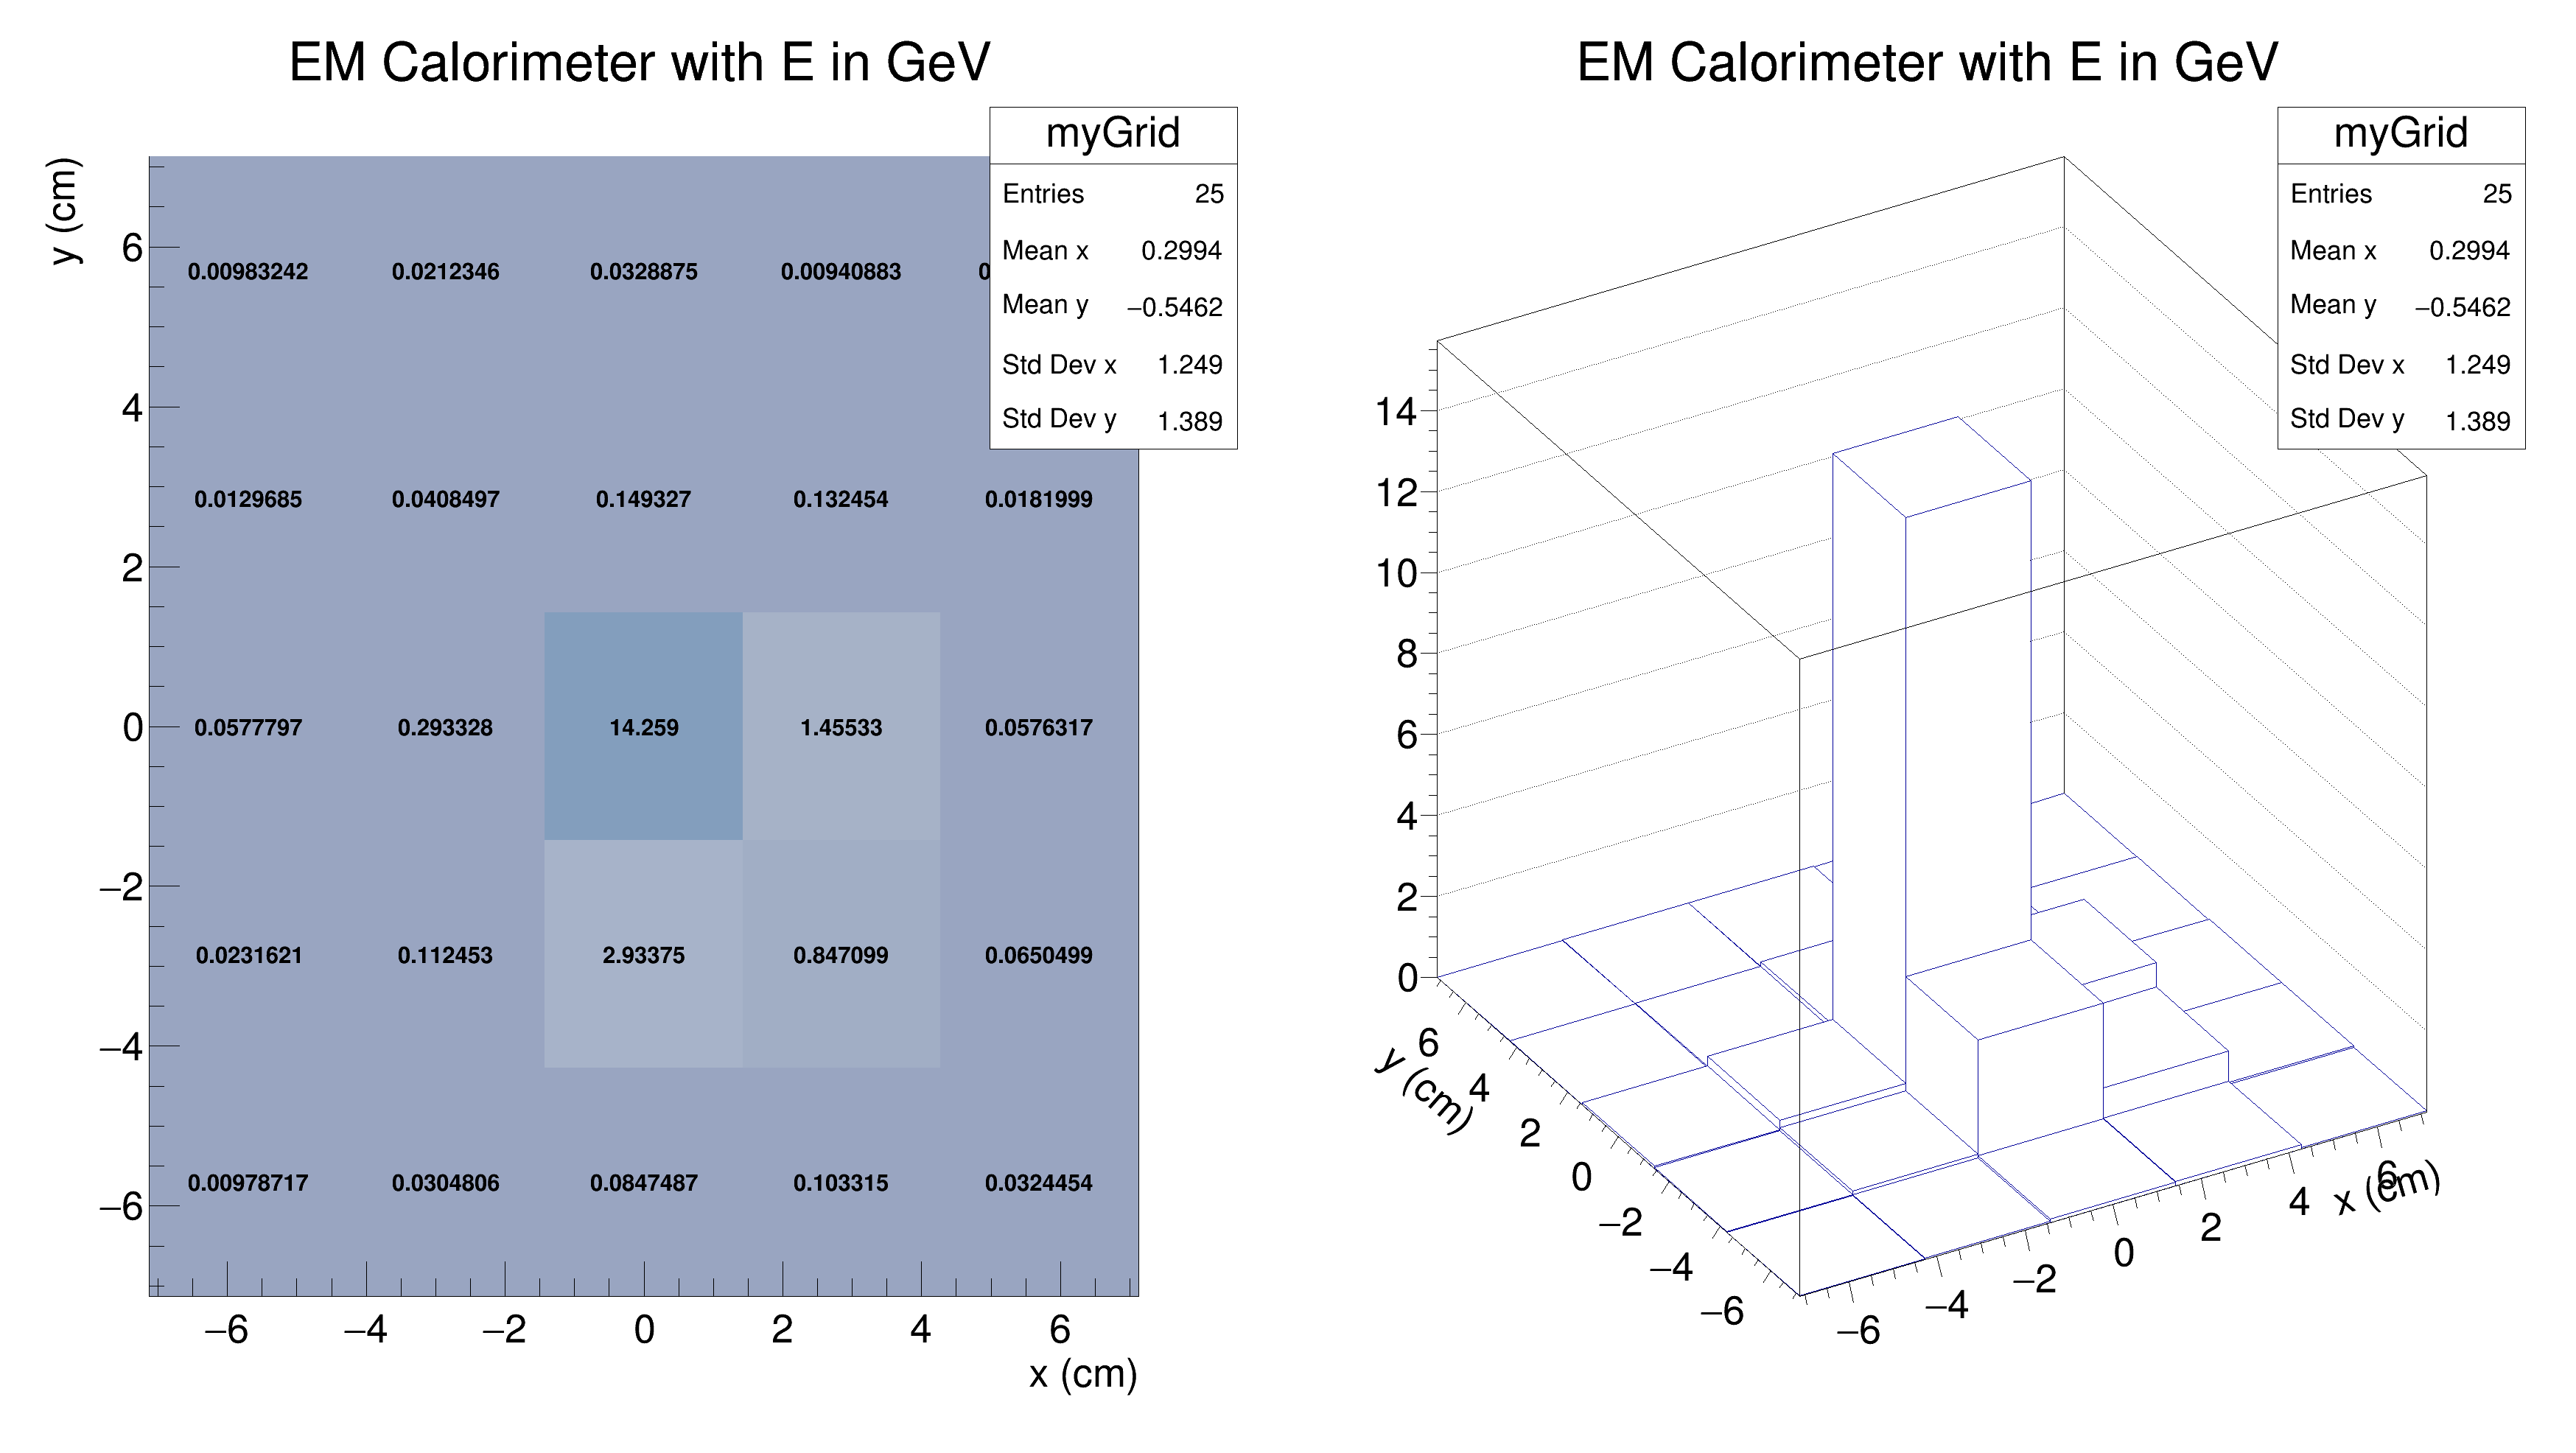 EM Calorimeter with E in GeV
myGrid
Entries 25
Mean x 0.2994
Mean y −0.5462
Std Dev x 1.249
Std Dev y 1.389
y (cm)
6
4
2
0
−2
−4
−6
0.00983242 0.0212346 0.0328875 0.00940883
0.0129685 0.0408497 0.149327 0.132454 0.0181999
0.0577797 0.293328 14.259 1.45533 0.0576317
0.0231621 0.112453 2.93375 0.847099 0.0650499
0.00978717 0.0304806 0.0847487 0.103315 0.0324454
−6 −4 −2 0 2 4 6
x (cm)
EM Calorimeter with E in GeV
myGrid
Entries 25
Mean x 0.2994
Mean y −0.5462
Std Dev x 1.249
Std Dev y 1.389
14
12
10
8
6
4
2
0
y (cm)
6
4
2
0
−2
−4
−6
−6 −4 −2 0 2 4 6
x (cm)